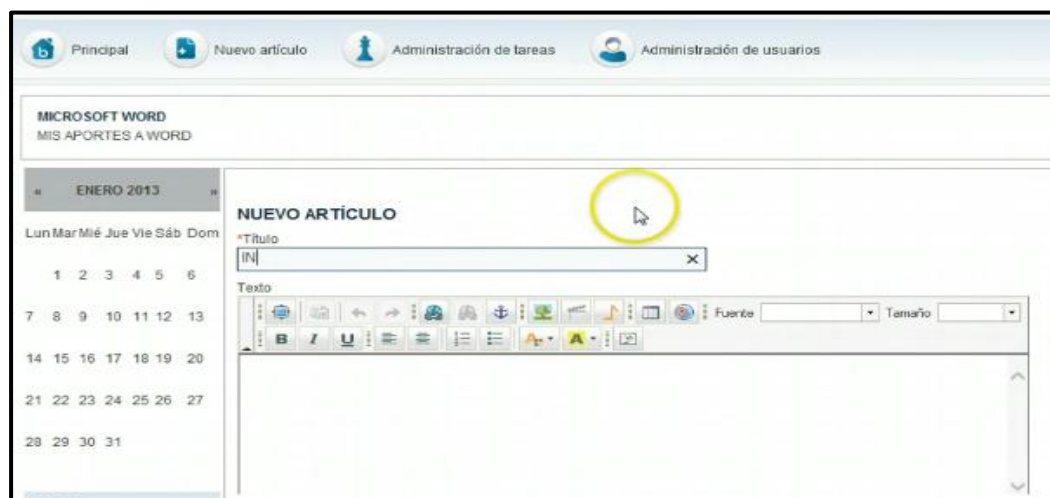 Principal Nuevo artículo Administración de tareas Administración de usuarios
MICROSOFT WORD
MIS APORTES A WORD
« ENERO 2013 »
Lun Mar Mié Jue Vie Sáb Dom
1 2 3 4 5 6
7 8 9 10 11 12 13
14 15 16 17 18 19 20
21 22 23 24 25 26 27
28 29 30 31
NUEVO ARTÍCULO
*Título
IN
Texto
Fuente Tamaño
B I U A A